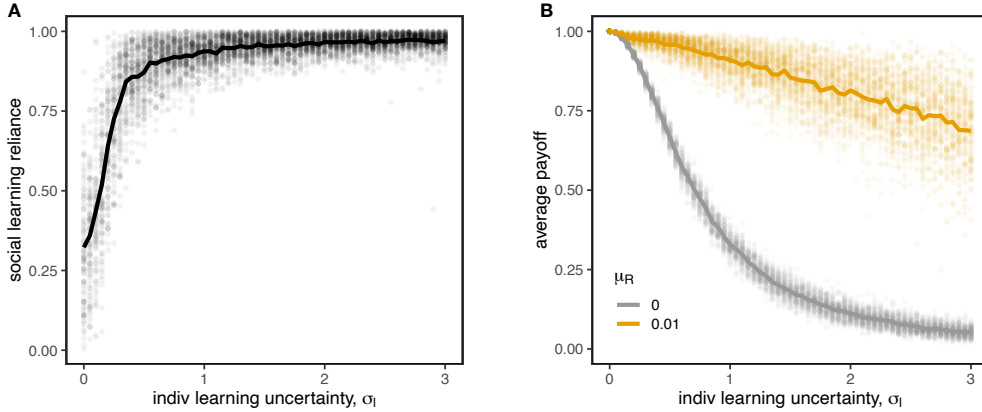 A
1.00
0.75
0.50
0.25
0.00
social learning reliance
0 1 2 3
indiv learning uncertainty, σI
B
1.00
0.75
0.50
0.25
0.00
average payoff
μR
0
0.01
0 1 2 3
indiv learning uncertainty, σI